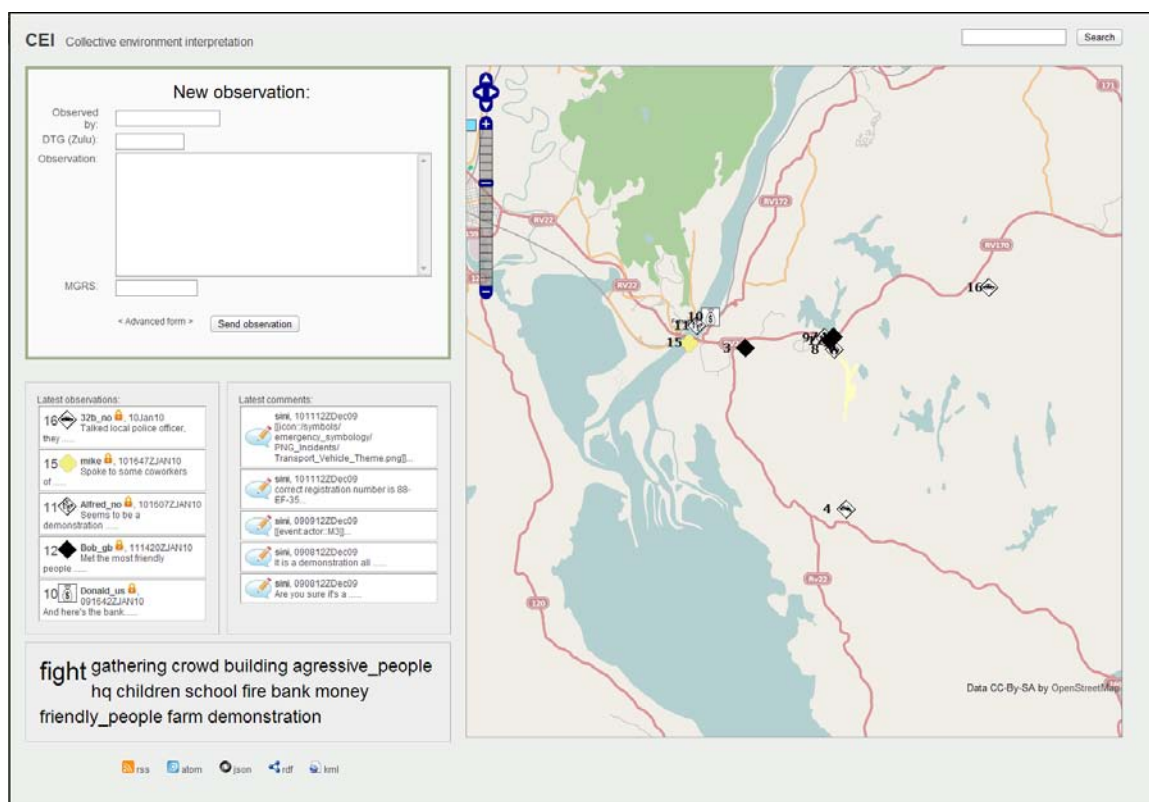 CEI Collective environment interpretation
Search
New observation:
Observed
by:
DTG (Zulu):
Observation:
MGRS:
< Advanced form >
Send observation
Latest observations:
16 32b_no, 10Jan10
Talked local police officer,
they .....
15 mike, 101647ZJAN10
Spoke to some coworkers
of .....
11 Alfred_no, 101607ZJAN10
Seems to be a
demonstration .....
12 Bob_gb, 111420ZJAN10
Met the most friendly
people .....
10 Donald_us,
091642ZJAN10
And here's the bank.....
Latest comments:
sini, 101112ZDec09
[[icon::/symbols/
emergency_symbology/
PNG_Incidents/
Transport_Vehicle_Theme.png]]...
sini, 101112ZDec09
correct registration number is 88-
EF-35...
sini, 090912ZDec09
[[event:actor::M3]]...
sini, 090812ZDec09
It is a demonstration all .....
sini, 090812ZDec09
Are you sure it's a .....
fight gathering crowd building agressive_people
hq children school fire bank money
friendly_people farm demonstration
rss atom json rdf kml
171
RV172
RV22
RV170
RV22
16
10
11
15
3
8
4
Rv22
120
Data CC-By-SA by OpenStreetMap